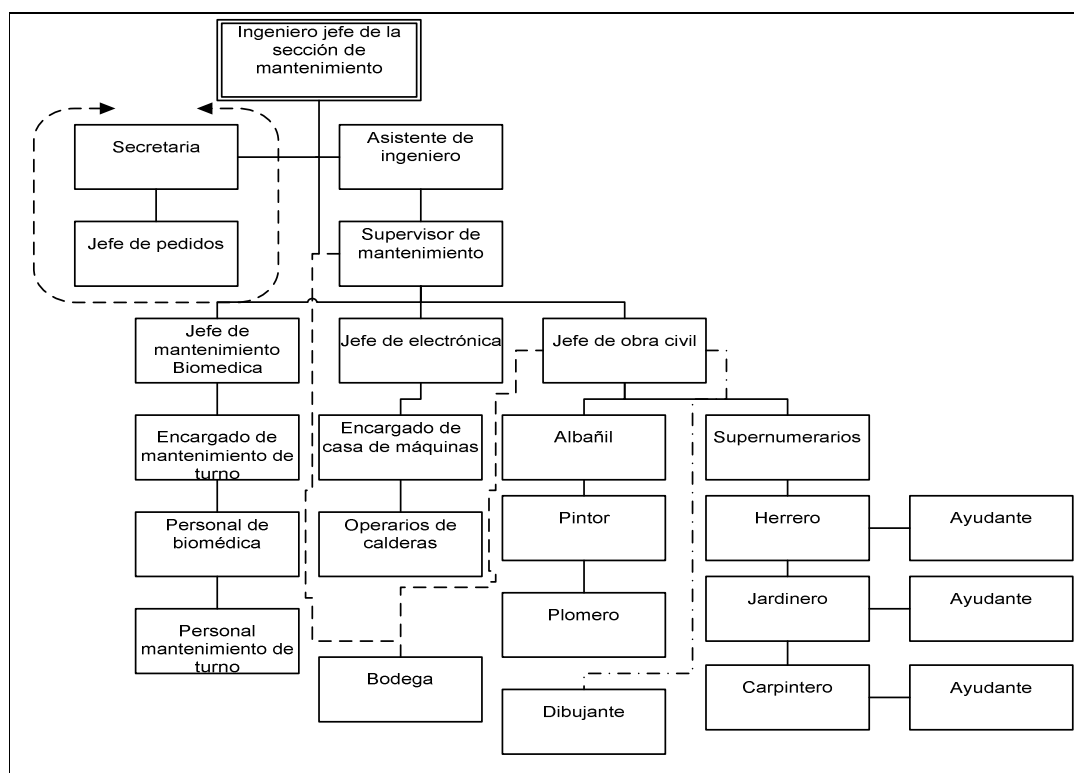 Ingeniero jefe de la
sección de
mantenimiento
Secretaria
Asistente de
ingeniero
Jefe de pedidos
Supervisor de
mantenimiento
Jefe de
mantenimiento
Biomedica
Jefe de electrónica
Jefe de obra civil
Encargado de
mantenimiento de
turno
Encargado de
casa de máquinas
Albañil
Supernumerarios
Personal de
biomédica
Operarios de
calderas
Pintor
Herrero
Ayudante
Plomero
Jardinero
Ayudante
Personal
mantenimiento de
turno
Bodega
Dibujante
Carpintero
Ayudante